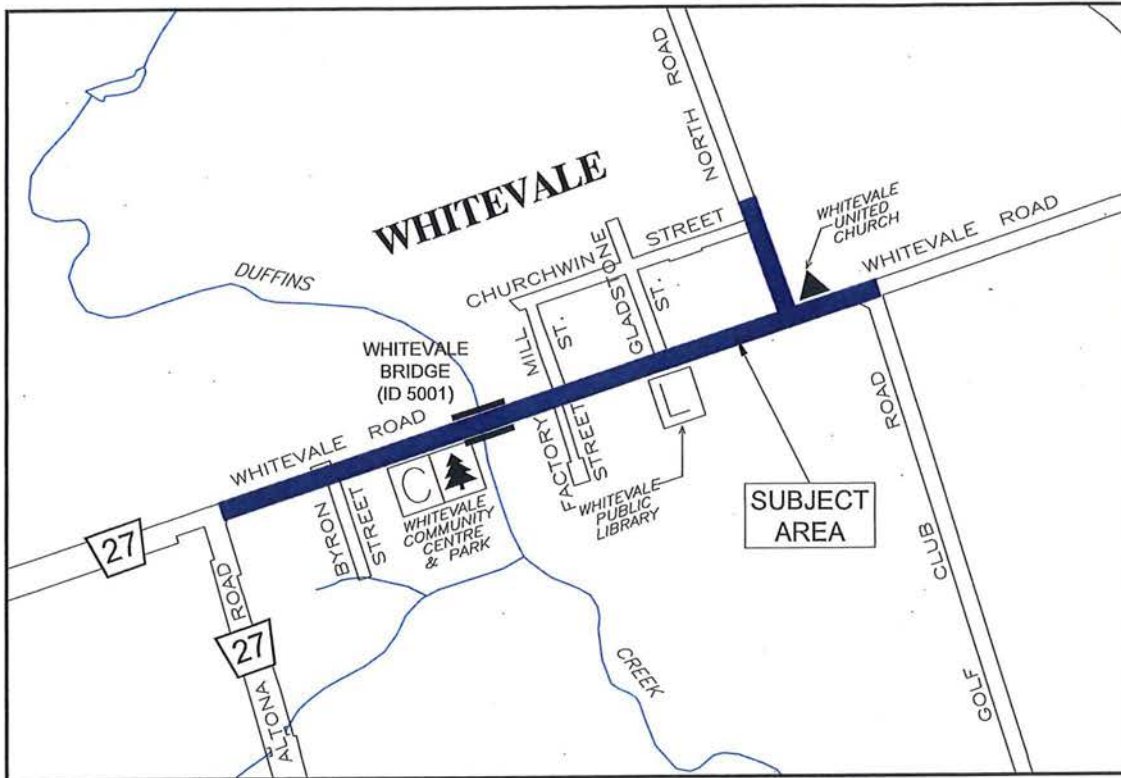 NORTH ROAD
WHITEVALE
WHITEVALE
UNITED
CHURCH
WHITEVALE ROAD
CHURCHWIN STREET
GLADSTONE ST.
DUFFINS
MILL ST.
WHITEVALE
BRIDGE
(ID 5001)
WHITEVALE ROAD
FACTORY
STREET
L
WHITEVALE
PUBLIC
LIBRARY
SUBJECT
AREA
C
WHITEVALE
COMMUNITY
CENTRE
& PARK
BYRON
STREET
27
ALTONA ROAD
27
CREEK
GOLF CLUB ROAD